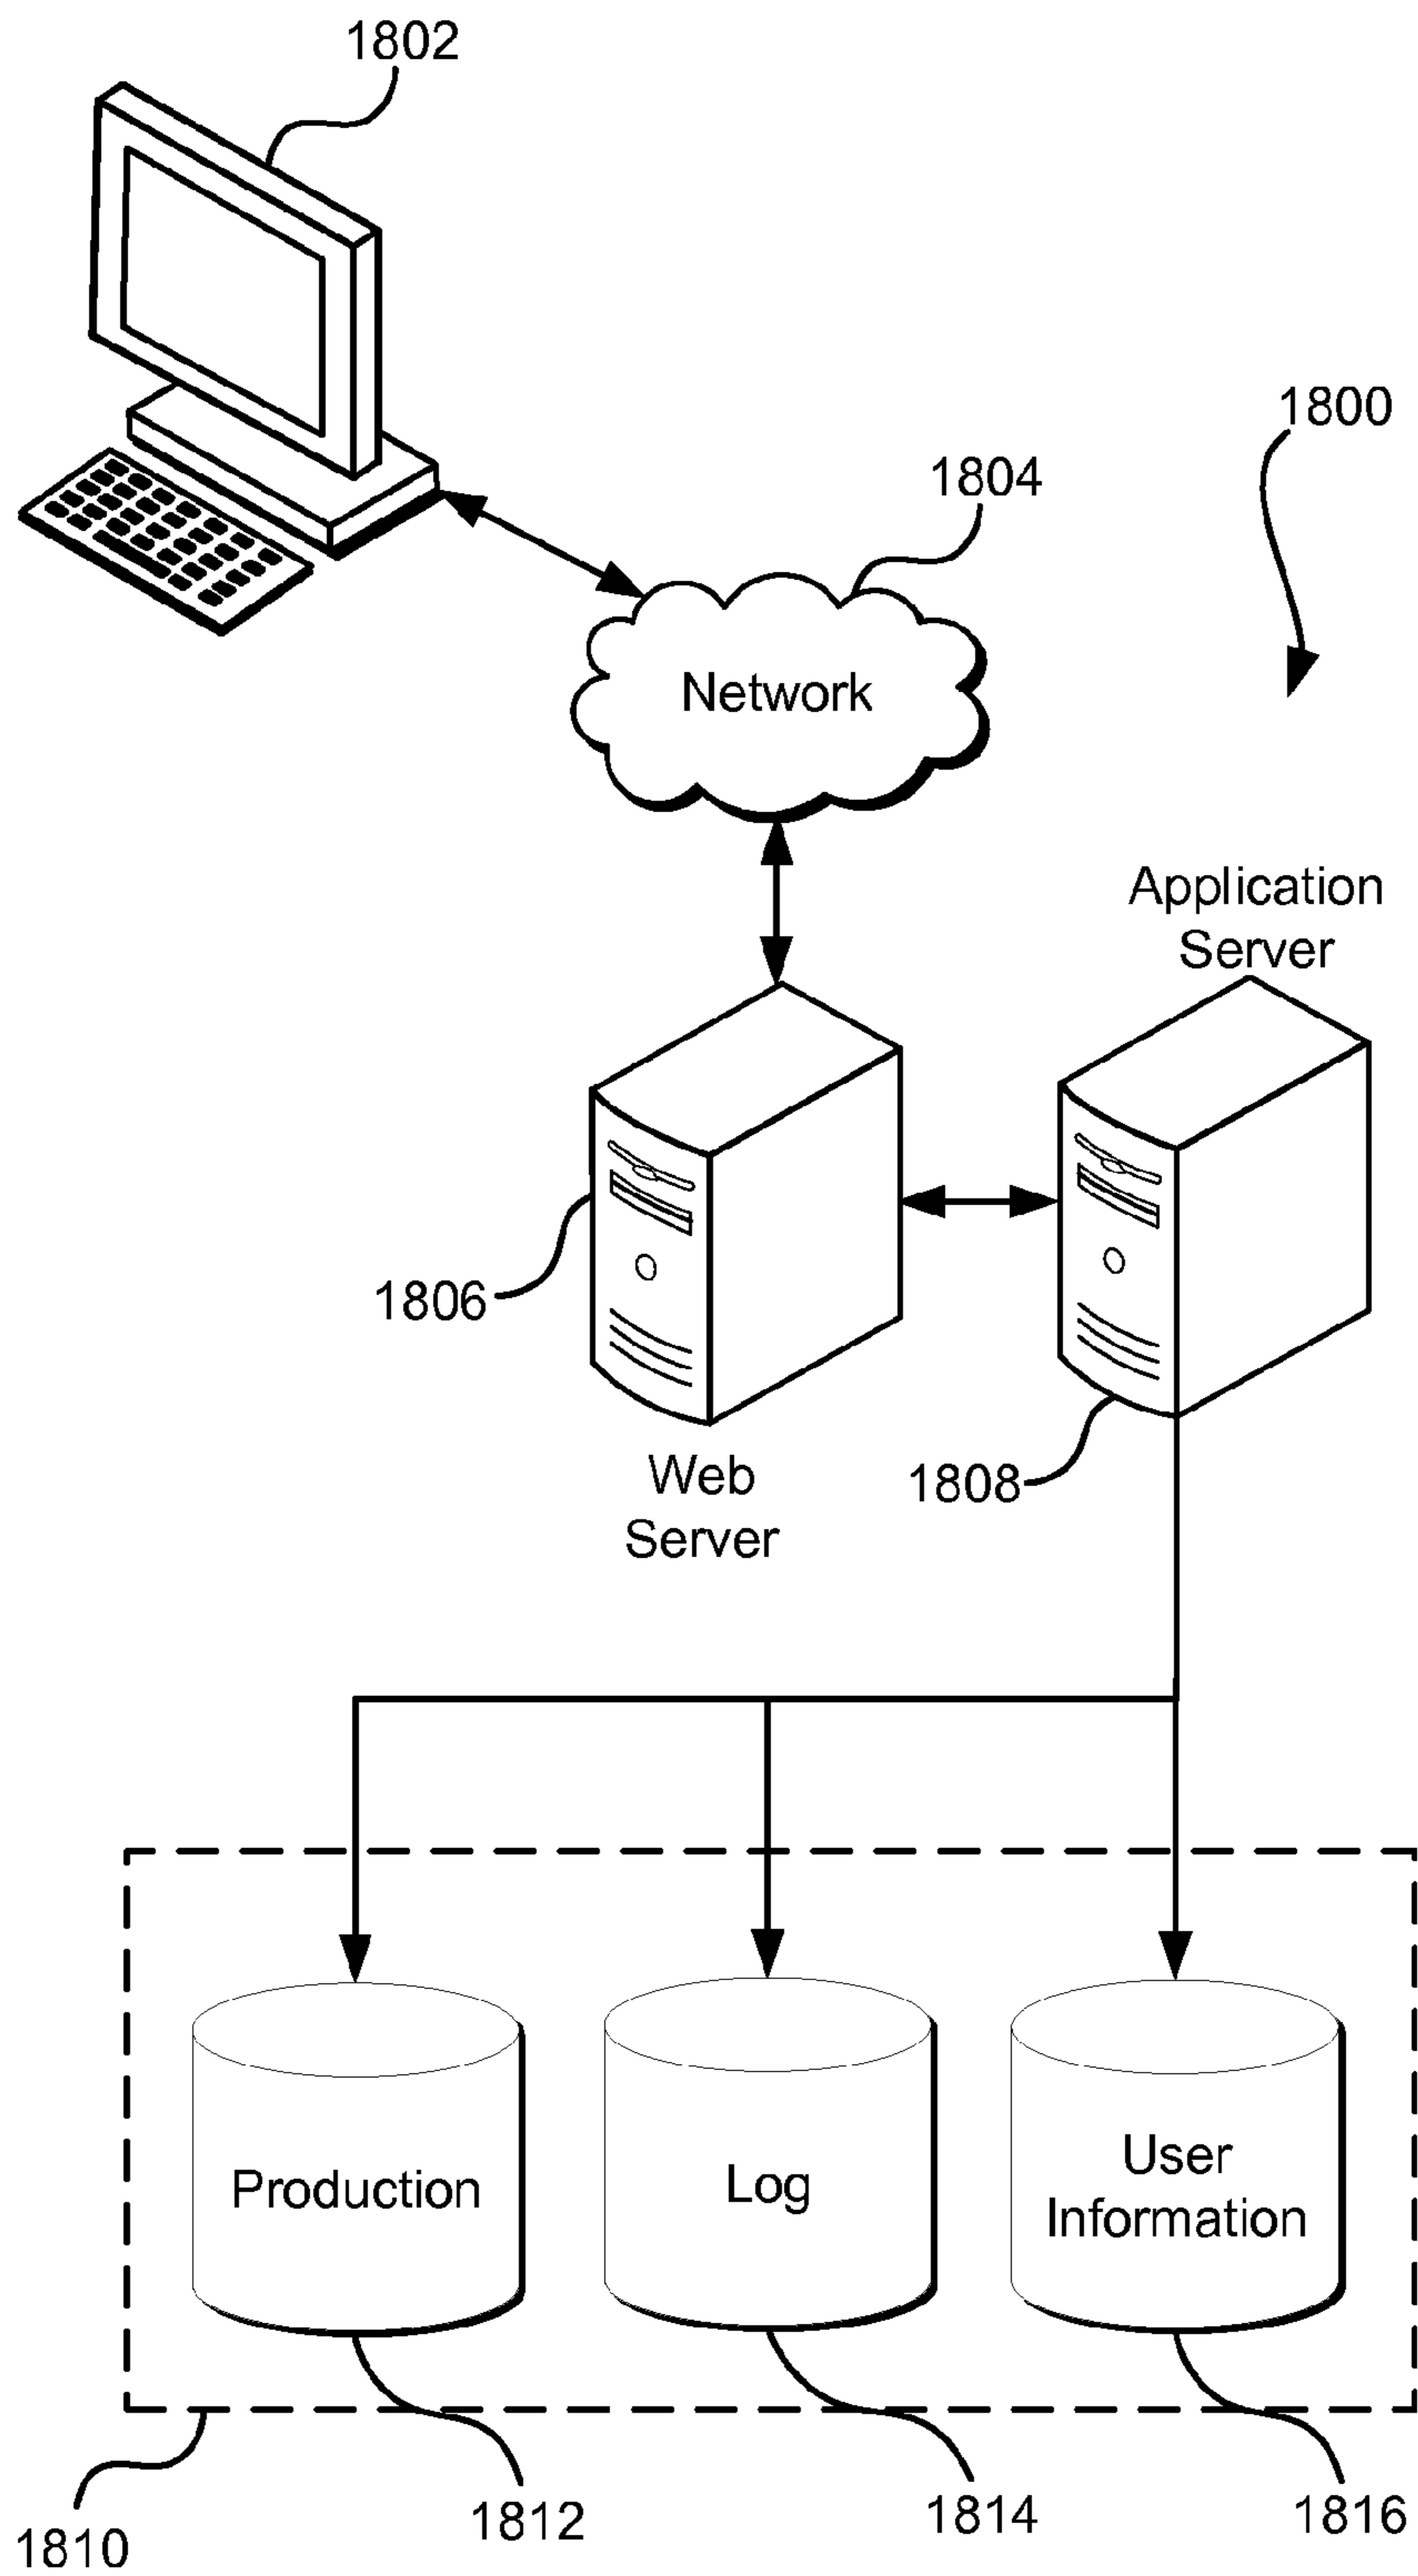 1802
1800
1804
Network
Application
Server
1806
1808
Web
Server
Production
Log
User
Information
1810
1812
1814
1816